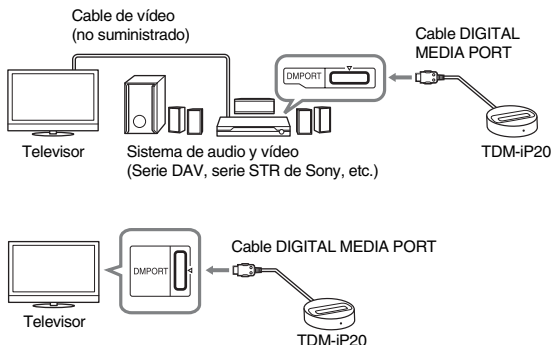 Cable de vídeo
(no suministrado)
Cable DIGITAL
MEDIA PORT
DMPORT
Televisor
Sistema de audio y vídeo
(Serie DAV, serie STR de Sony, etc.)
TDM-iP20
Cable DIGITAL MEDIA PORT
DMPORT
Televisor
TDM-iP20